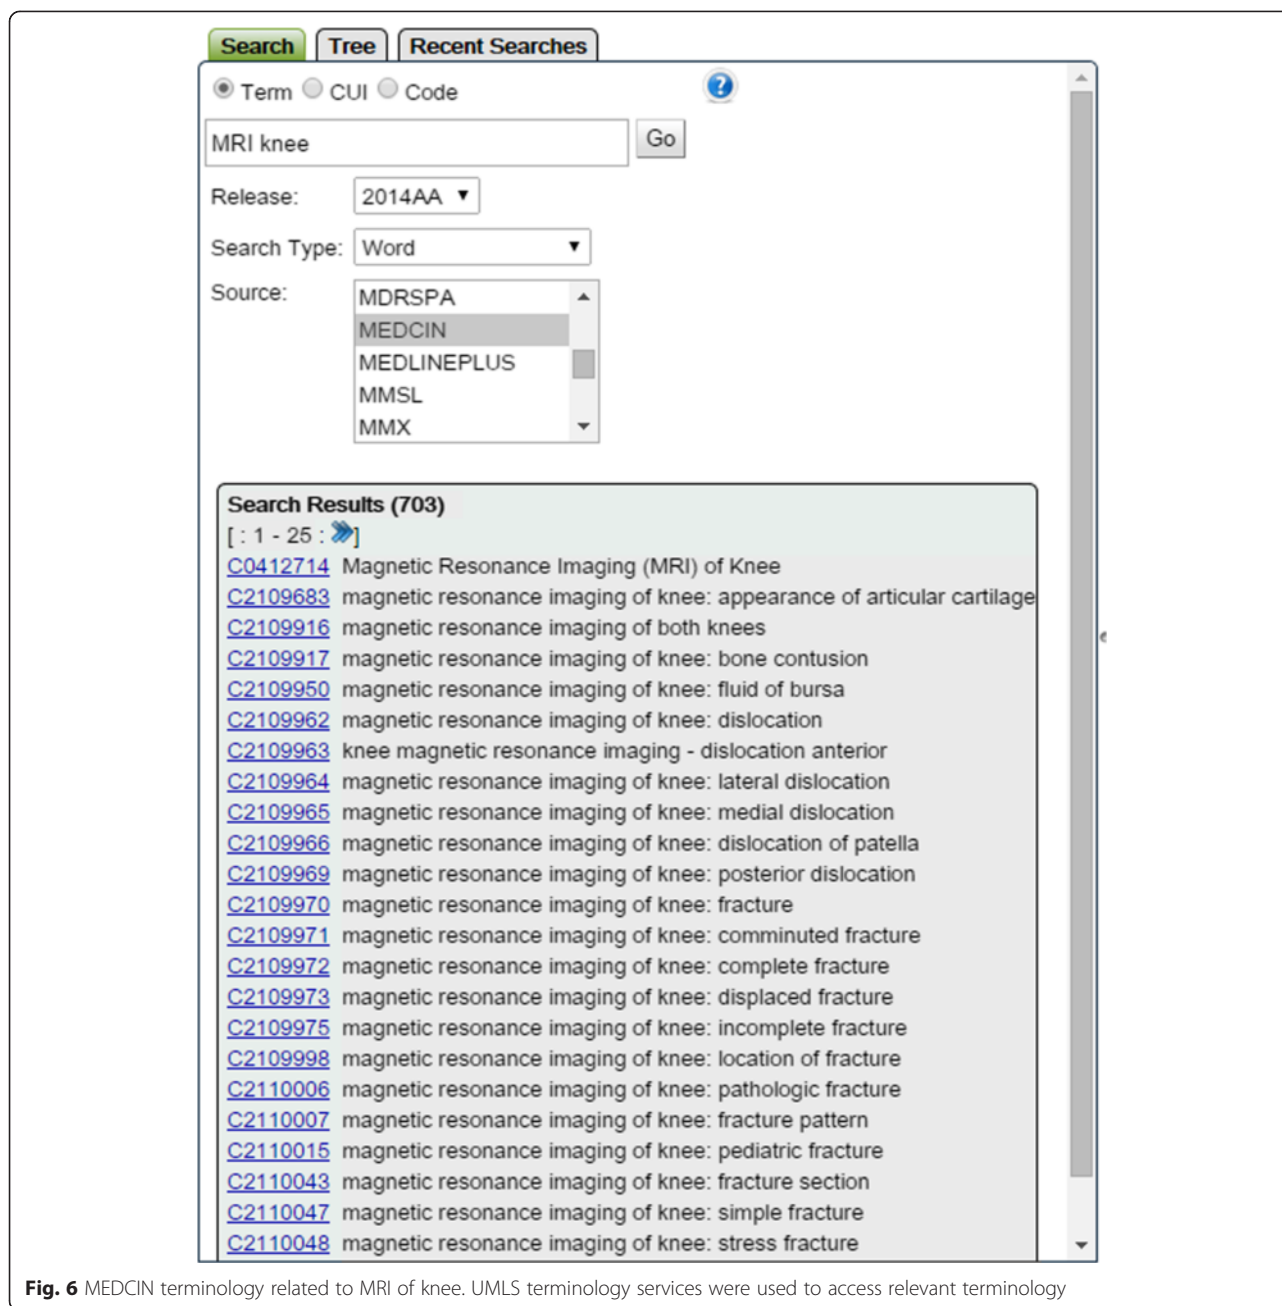 Search Tree Recent Searches
Term CUI Code ?
MRI knee Go
Release: 2014AA
Search Type: Word
Source: MDRSPA
MEDCIN
MEDLINEPLUS
MMSL
MMX
Search Results (703)
[ : 1 - 25 : ]
C0412714 Magnetic Resonance Imaging (MRI) of Knee
C2109683 magnetic resonance imaging of knee: appearance of articular cartilage
C2109916 magnetic resonance imaging of both knees
C2109917 magnetic resonance imaging of knee: bone contusion
C2109950 magnetic resonance imaging of knee: fluid of bursa
C2109962 magnetic resonance imaging of knee: dislocation
C2109963 knee magnetic resonance imaging - dislocation anterior
C2109964 magnetic resonance imaging of knee: lateral dislocation
C2109965 magnetic resonance imaging of knee: medial dislocation
C2109966 magnetic resonance imaging of knee: dislocation of patella
C2109969 magnetic resonance imaging of knee: posterior dislocation
C2109970 magnetic resonance imaging of knee: fracture
C2109971 magnetic resonance imaging of knee: comminuted fracture
C2109972 magnetic resonance imaging of knee: complete fracture
C2109973 magnetic resonance imaging of knee: displaced fracture
C2109975 magnetic resonance imaging of knee: incomplete fracture
C2109998 magnetic resonance imaging of knee: location of fracture
C2110006 magnetic resonance imaging of knee: pathologic fracture
C2110007 magnetic resonance imaging of knee: fracture pattern
C2110015 magnetic resonance imaging of knee: pediatric fracture
C2110043 magnetic resonance imaging of knee: fracture section
C2110047 magnetic resonance imaging of knee: simple fracture
C2110048 magnetic resonance imaging of knee: stress fracture
Fig. 6 MEDCIN terminology related to MRI of knee. UMLS terminology services were used to access relevant terminology